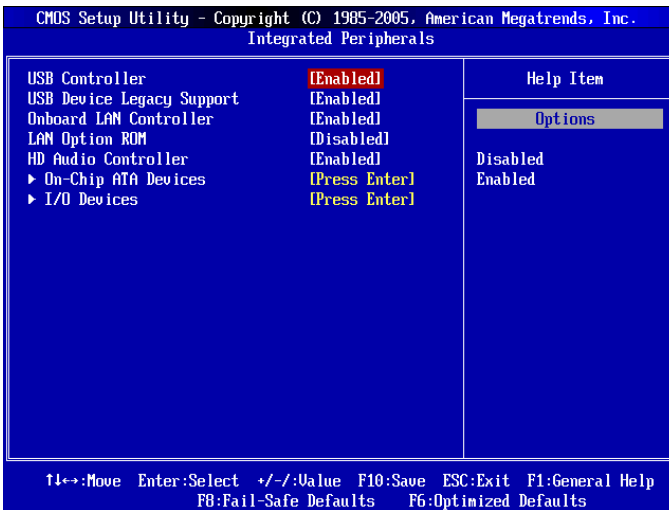 CMOS Setup Utility - Copyright (C) 1985-2005, American Megatrends, Inc.
Integrated Peripherals
USB Controller [Enabled]
USB Device Legacy Support [Enabled]
Onboard LAN Controller [Enabled]
LAN Option ROM [Disabled]
HD Audio Controller [Enabled]
▶ On-Chip ATA Devices [Press Enter]
▶ I/O Devices [Press Enter]
Help Item
Options
Disabled
Enabled
↑↓←→:Move Enter:Select +/-/:Value F10:Save ESC:Exit F1:General Help
F8:Fail-Safe Defaults F6:Optimized Defaults